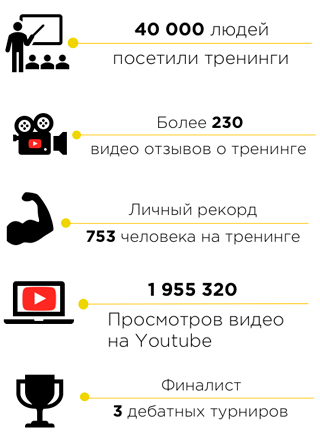 40 000 людей
посетили тренинги
Более 230
видео отзывов о тренинге
Личный рекорд
753 человека на тренинге
1 955 320
Просмотров видео
на Youtube
Финалист
3 дебатных турниров